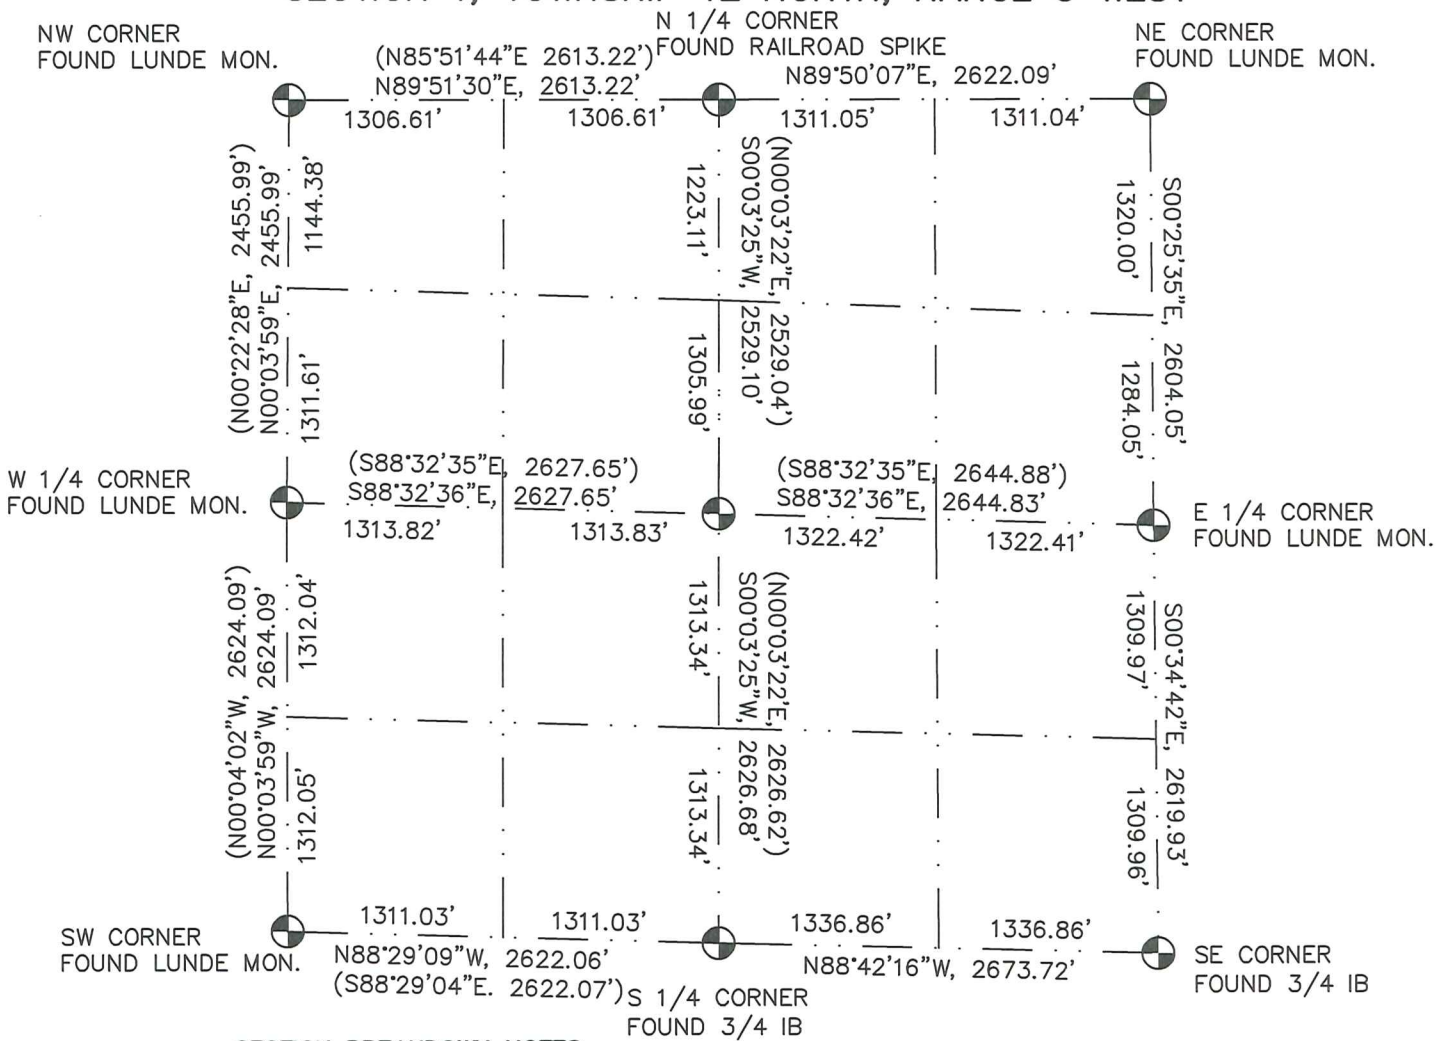 N 1/4 CORNER
FOUND RAILROAD SPIKE
NW CORNER
FOUND LUNDE MON.
NE CORNER
FOUND LUNDE MON.
(N85°51'44"E 2613.22')
N89°51'30"E, 2613.22'
1306.61' 1306.61'
N89°50'07"E, 2622.09'
1311.05' 1311.04'
(N00°22'28"E, 2455.99')
N00°03'59"E, 2455.99'
1144.38'
1311.61'
1223.11'
1305.99'
S00°03'25"W, 2529.10'
(N00°03'22"E, 2529.04')
1320.00'
1284.05'
S00°25'35"E, 2604.05'
W 1/4 CORNER
FOUND LUNDE MON.
(S88°32'35"E, 2627.65')
S88°32'36"E, 2627.65'
1313.82' 1313.83'
(S88°32'35"E, 2644.88')
S88°32'36"E, 2644.83'
1322.42' 1322.41'
E 1/4 CORNER
FOUND LUNDE MON.
(N00°04'02"W, 2624.09')
N00°03'59"W, 2624.09'
1312.04'
1312.05'
1313.34'
1313.34'
S00°03'25"W, 2626.68'
(N00°03'22"E, 2626.62')
1309.97'
1309.96'
S00°34'42"E, 2619.93'
SW CORNER
FOUND LUNDE MON.
1311.03' 1311.03'
N88°29'09"W, 2622.06'
(S88°29'04"E. 2622.07')
1336.86' 1336.86'
N88°42'16"W, 2673.72'
S 1/4 CORNER
FOUND 3/4 IB
SE CORNER
FOUND 3/4 IB